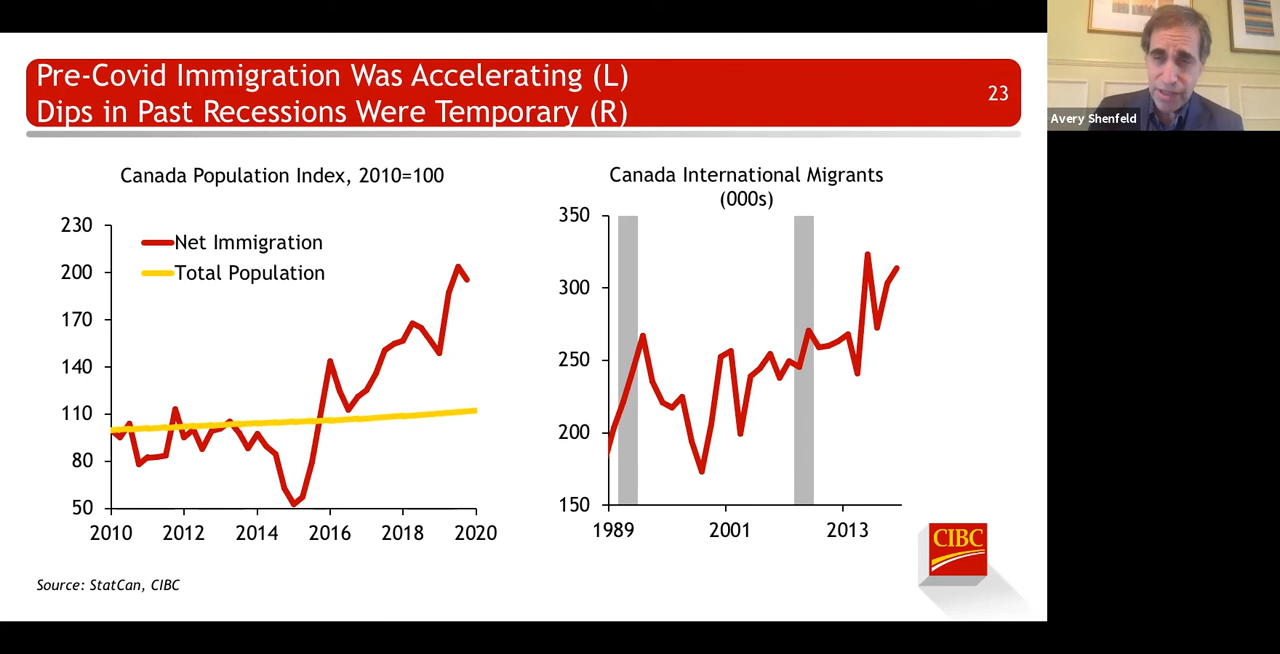 Pre-Covid Immigration Was Accelerating (L)
Dips in Past Recessions Were Temporary (R)
23
Avery Shenfeld
Canada Population Index, 2010=100
230
200
170
140
110
80
50
Net Immigration
Total Population
2010 2012 2014 2016 2018 2020
Canada International Migrants
(000s)
350
300
250
200
150
1989 2001 2013
Source: StatCan, CIBC
CIBC